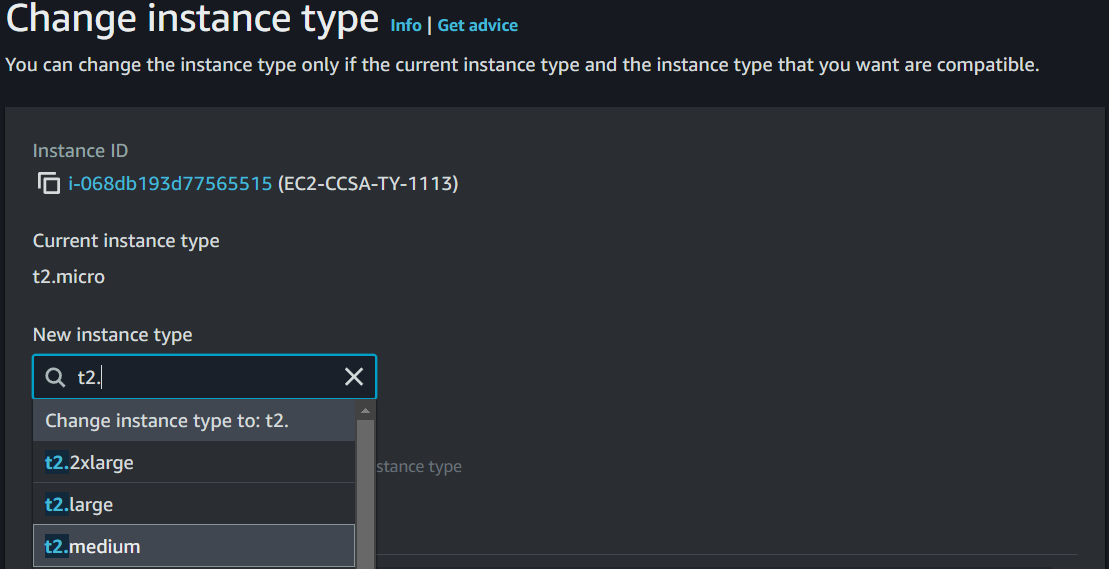 Change instance type Info | Get advice
You can change the instance type only if the current instance type and the instance type that you want are compatible.
Instance ID
i-068db193d77565515 (EC2-CCSA-TY-1113)
Current instance type
t2.micro
New instance type
t2.
Change instance type to: t2.
t2.2xlarge
stance type
t2.large
t2.medium